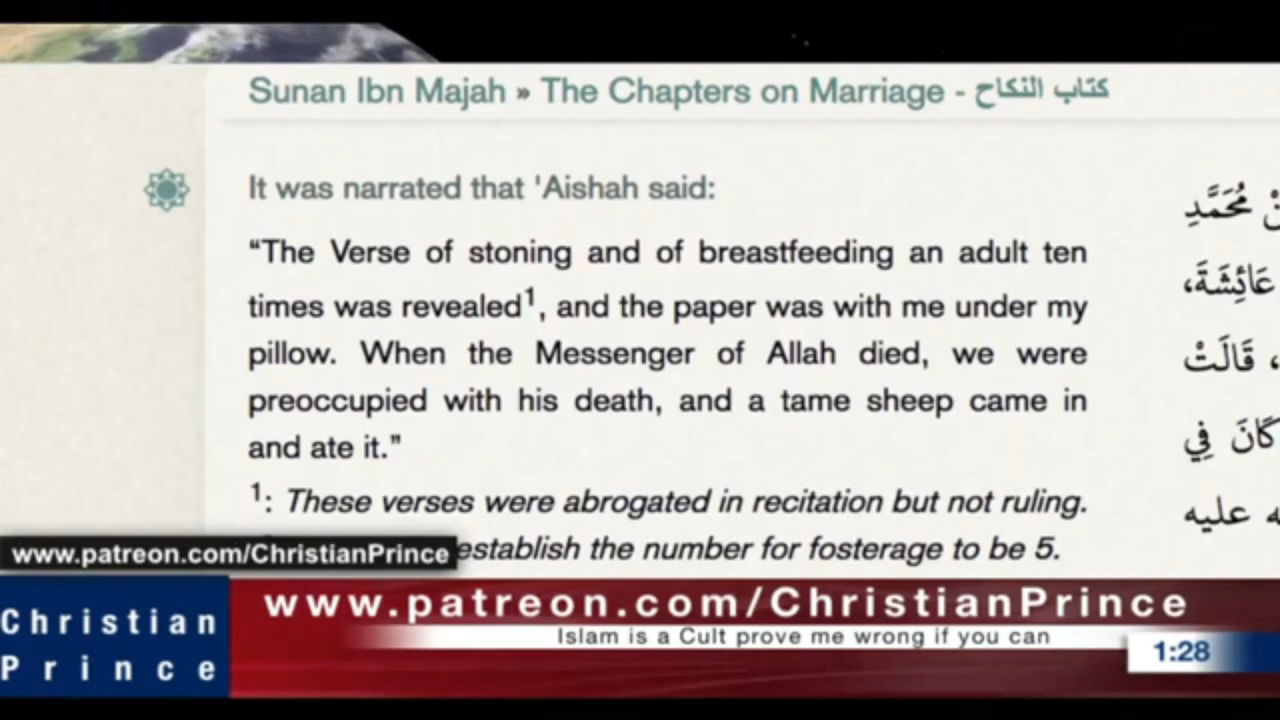 Sunan Ibn Majah » The Chapters on Marriage - كتاب النكاح
It was narrated that 'Aishah said:
“The Verse of stoning and of breastfeeding an adult ten
times was revealed1, and the paper was with me under my
pillow. When the Messenger of Allah died, we were
preoccupied with his death, and a tame sheep came in
and ate it.”
1: These verses were abrogated in recitation but not ruling.
establish the number for fosterage to be 5.
مُحَمَّدِ
عَائِشَةَ،
، قَالَتْ
كَانَ فِي
عليه
www.patreon.com/ChristianPrince
Christian
Prince
www.patreon.com/ChristianPrince
Islam is a Cult prove me wrong if you can
1:28